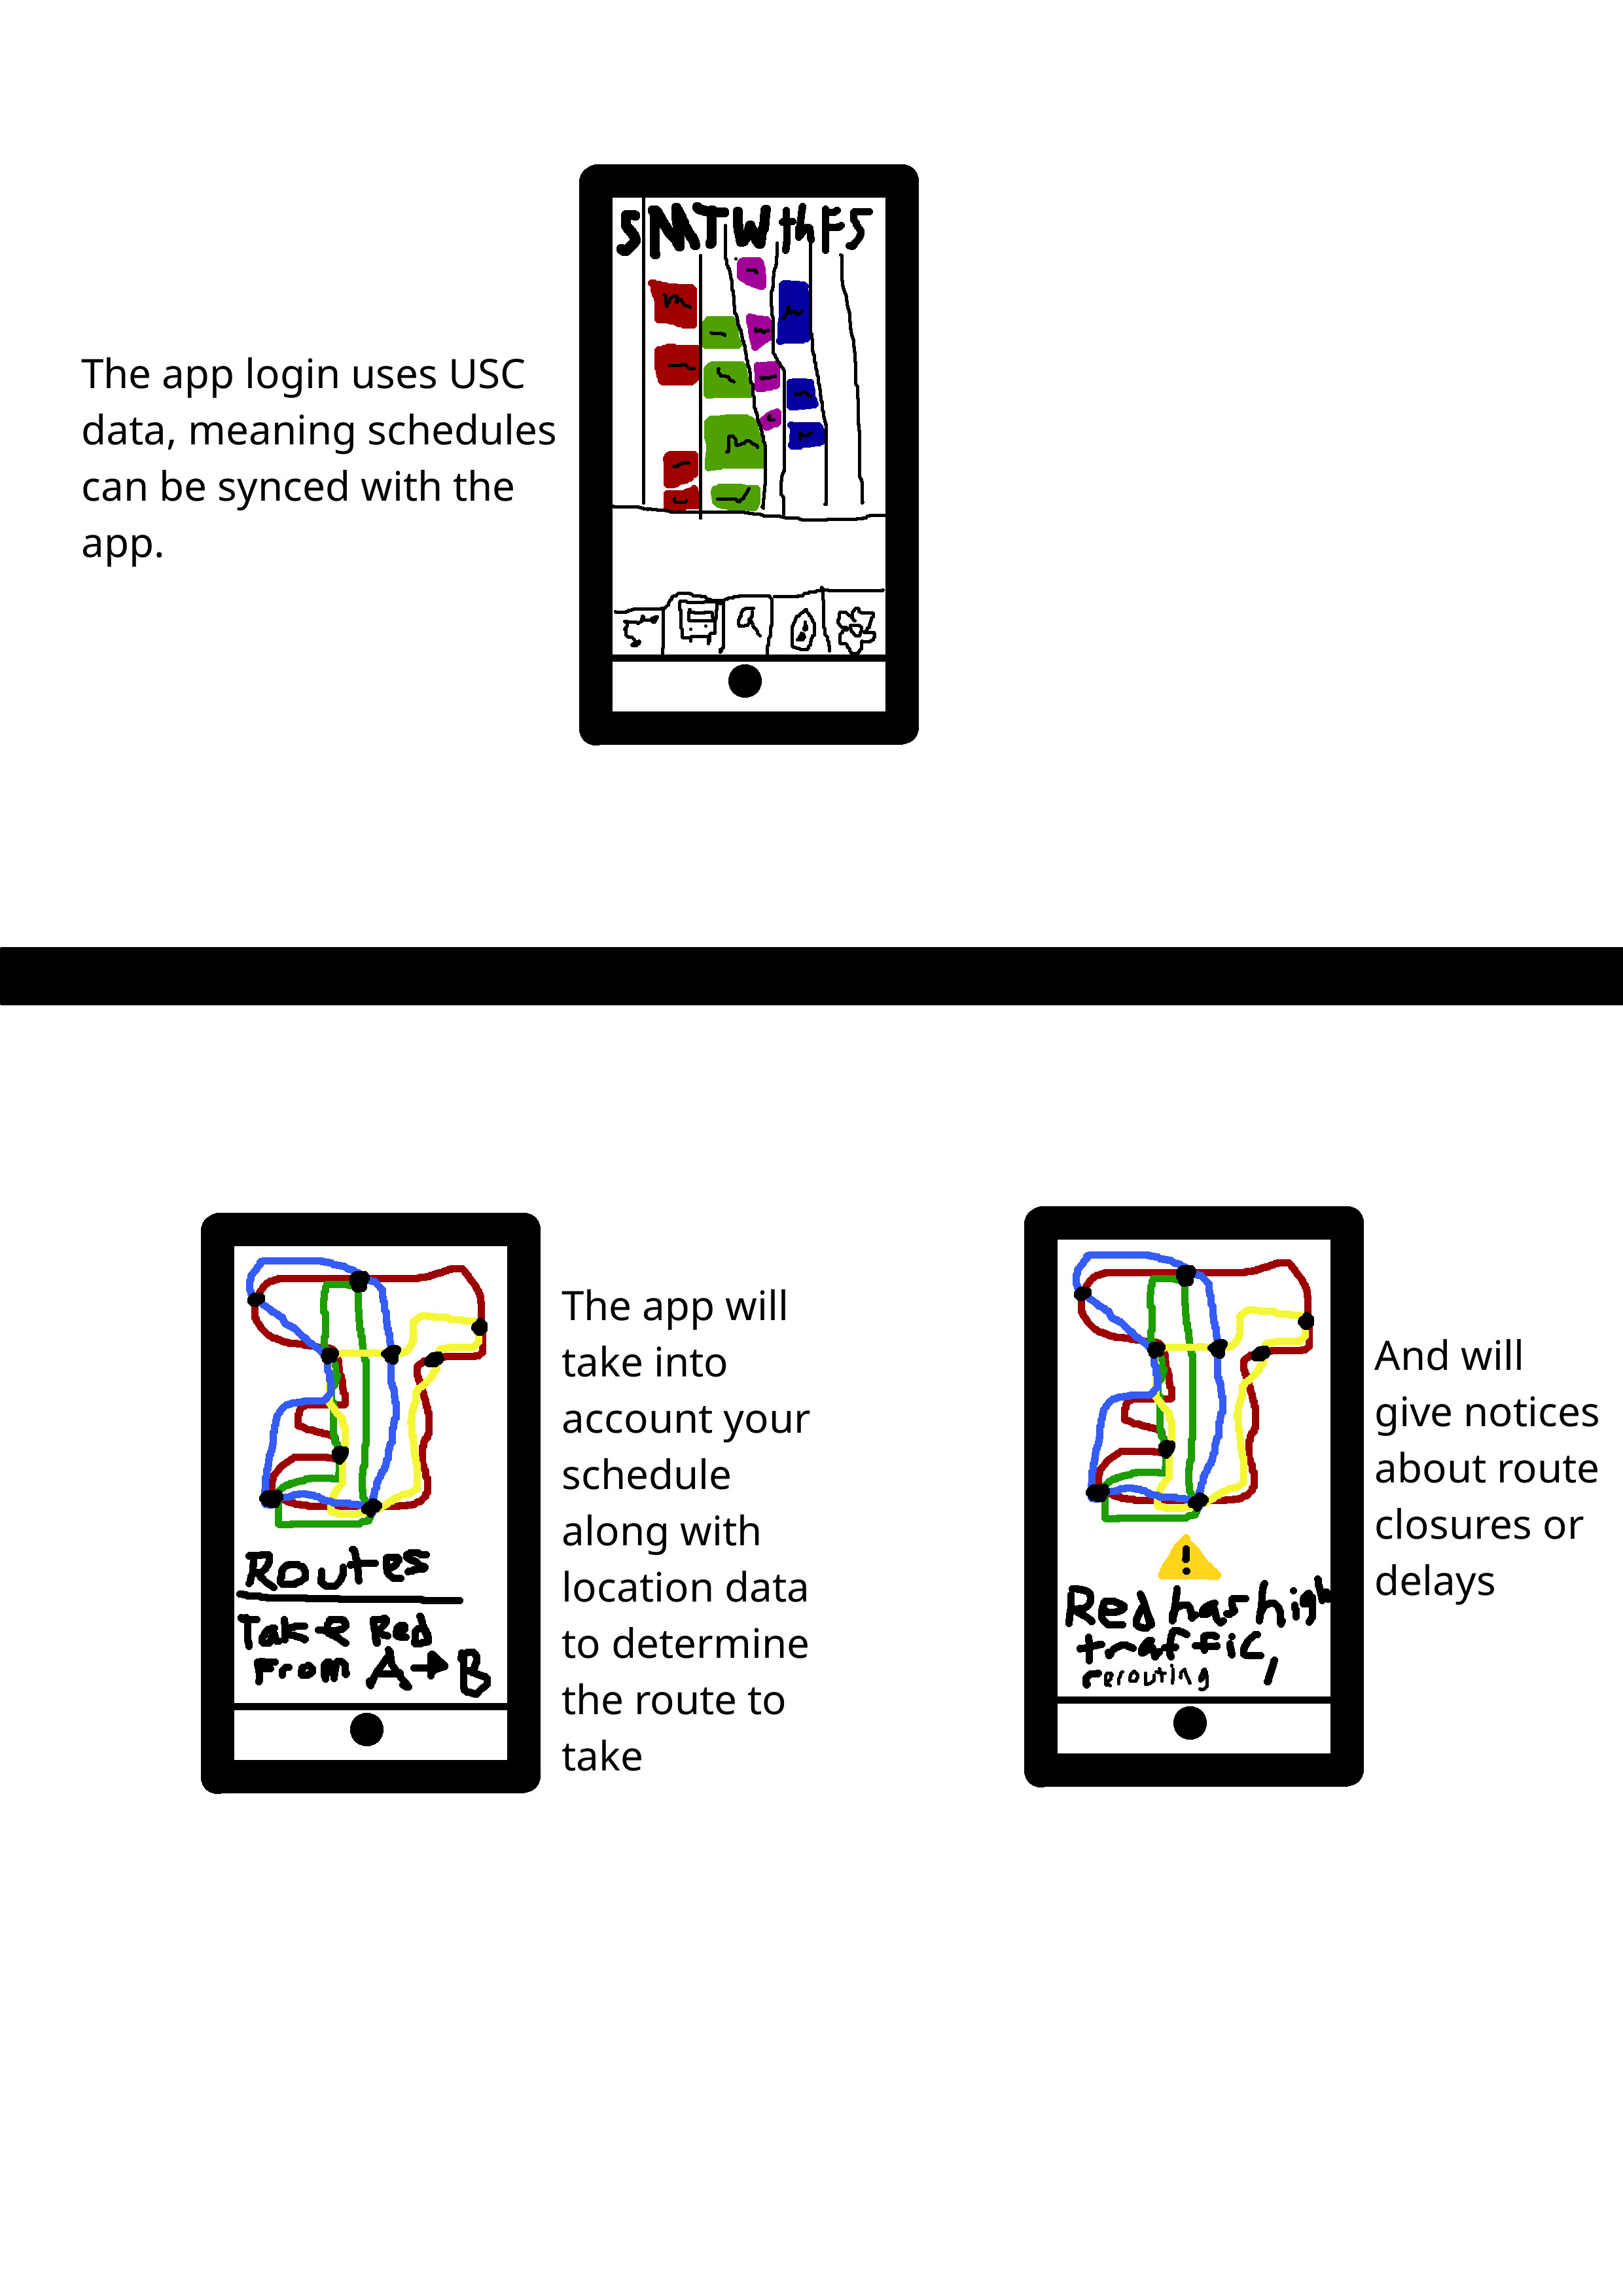 S M T W th F S
The app login uses USC
data, meaning schedules
can be synced with the
app.
The app will
take into
account your
schedule
along with
location data
to determine
the route to
take
Routes
Take Red
From A→B
And will
give notices
about route
closures or
delays
!
Red has high
traffic,
rerouting